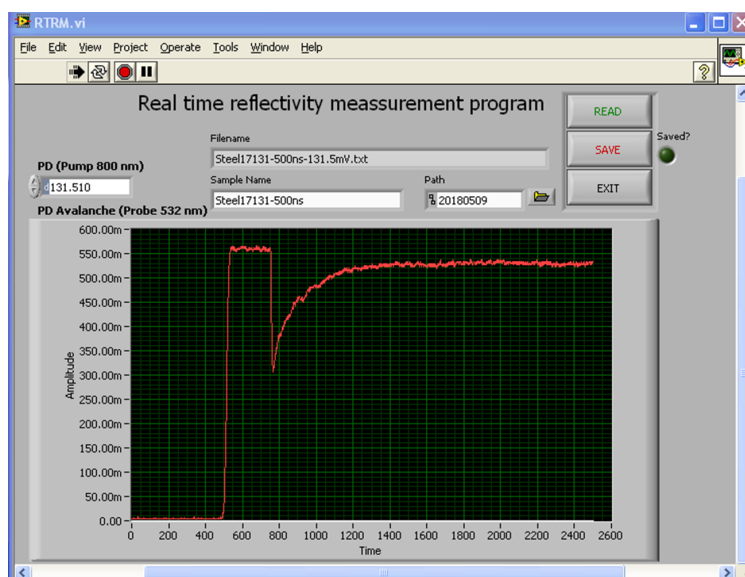 RTRM.vi
File Edit View Project Operate Tools Window Help
Real time reflectivity meassurement program
READ
Filename
Saved?
Steel17131-500ns-131.5mV.txt
SAVE
PD (Pump 800 nm)
131.510
Sample Name
Path
Steel17131-500ns
20180509
EXIT
PD Avalanche (Probe 532 nm)
600.00m
550.00m
500.00m
450.00m
400.00m
350.00m
300.00m
250.00m
200.00m
150.00m
100.00m
50.00m
0.00
Amplitude
0 200 400 600 800 1000 1200 1400 1600 1800 2000 2200 2400 2600
Time